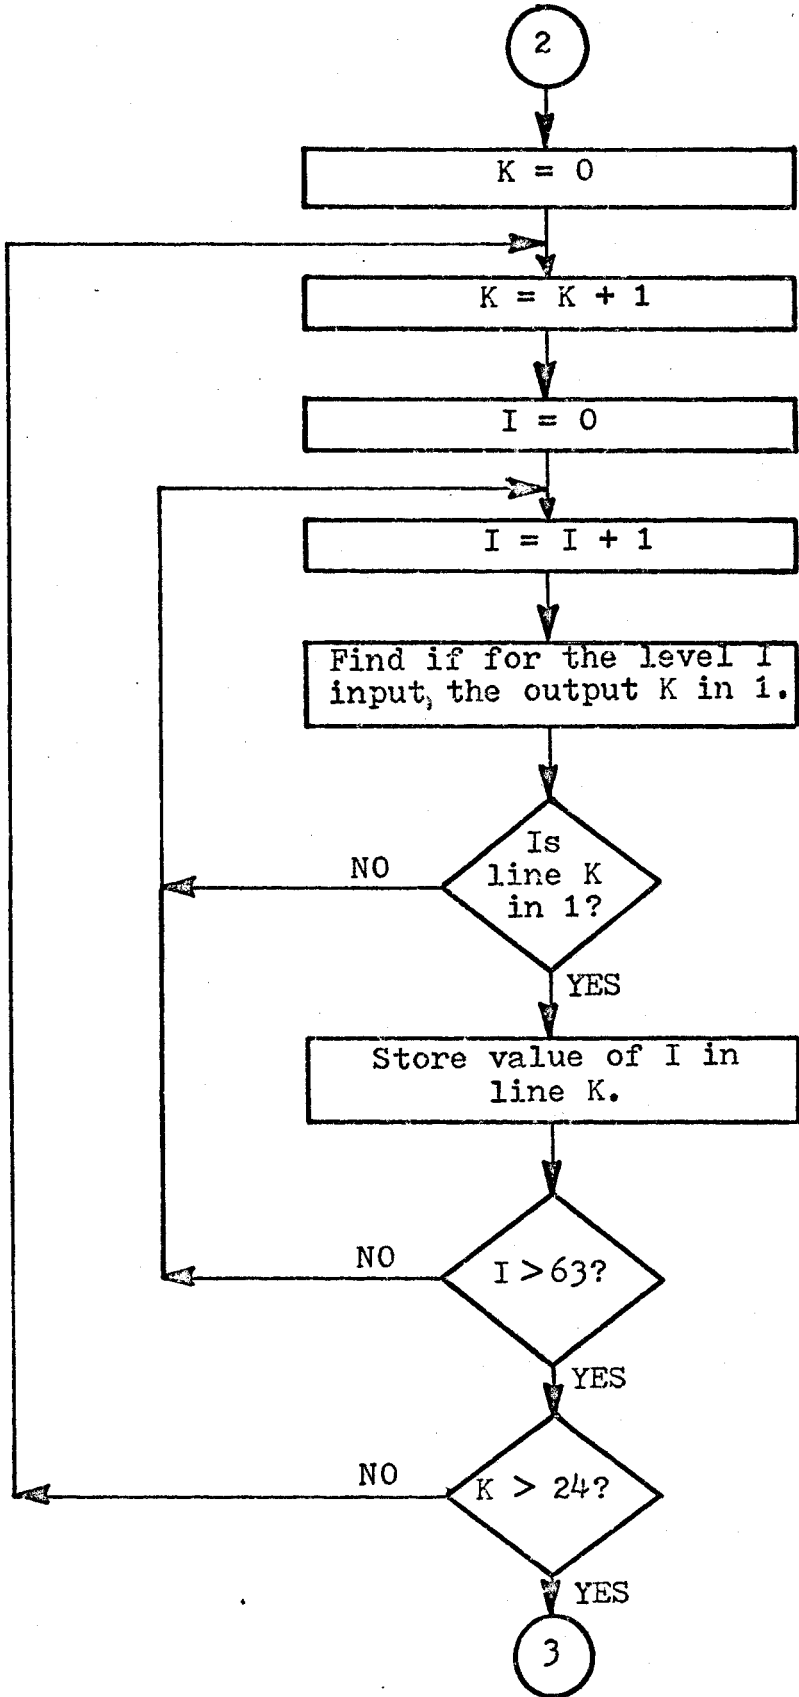 2
K = 0
K = K + 1
I = 0
I = I + 1
Find if for the level I
input, the output K in 1.
Is
line K
in 1?
NO
YES
Store value of I in
line K.
I > 63?
NO
YES
K > 24?
NO
YES
3